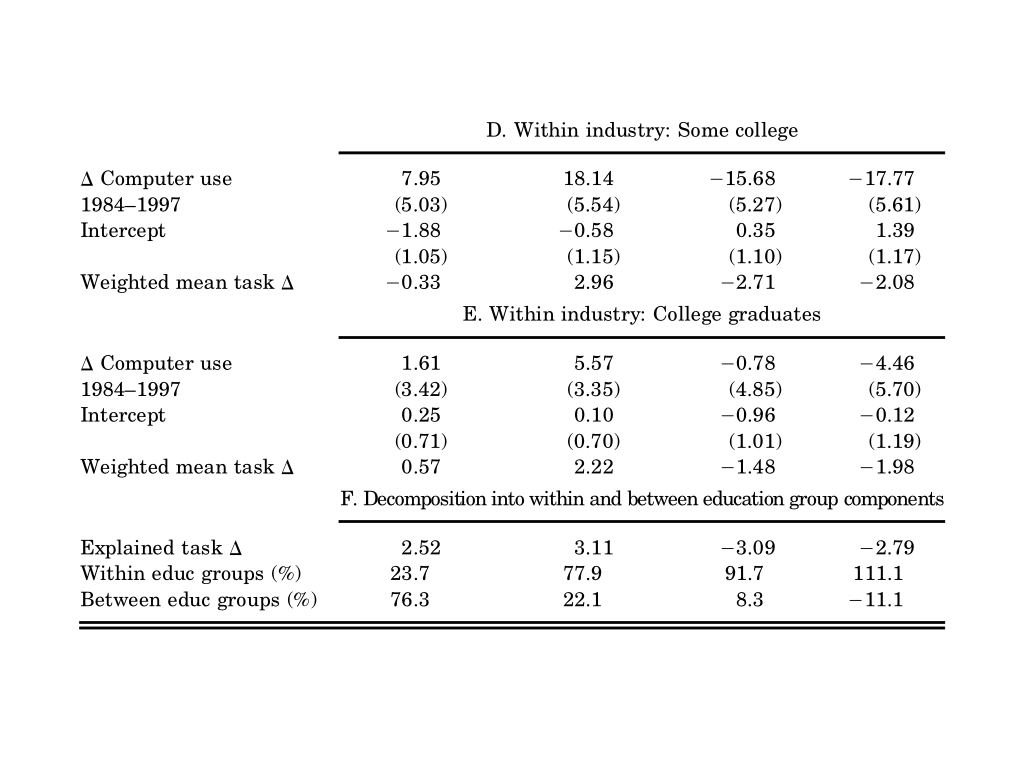 D. Within industry: Some college
Δ Computer use 7.95 18.14 −15.68 −17.77
1984–1997 (5.03) (5.54) (5.27) (5.61)
Intercept −1.88 −0.58 0.35 1.39
(1.05) (1.15) (1.10) (1.17)
Weighted mean task Δ −0.33 2.96 −2.71 −2.08
E. Within industry: College graduates
Δ Computer use 1.61 5.57 −0.78 −4.46
1984–1997 (3.42) (3.35) (4.85) (5.70)
Intercept 0.25 0.10 −0.96 −0.12
(0.71) (0.70) (1.01) (1.19)
Weighted mean task Δ 0.57 2.22 −1.48 −1.98
F. Decomposition into within and between education group components
Explained task Δ 2.52 3.11 −3.09 −2.79
Within educ groups (%) 23.7 77.9 91.7 111.1
Between educ groups (%) 76.3 22.1 8.3 −11.1